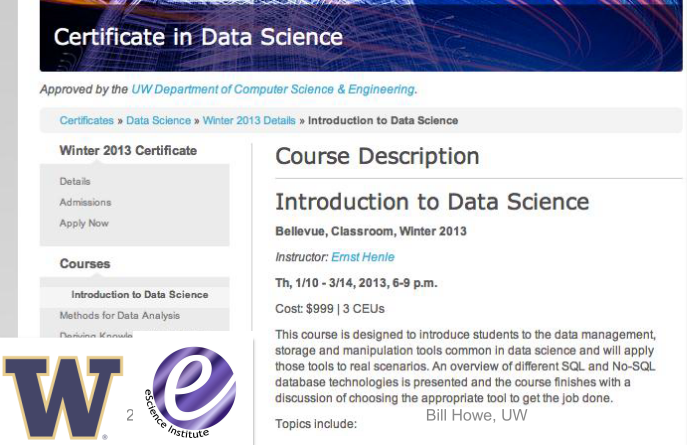 Certificate in Data Science
Approved by the UW Department of Computer Science & Engineering.
Certificates » Data Science » Winter 2013 Details » Introduction to Data Science
Winter 2013 Certificate
Details
Admissions
Apply Now
Courses
Introduction to Data Science
Methods for Data Analysis
Deriving Knowle
Course Description
Introduction to Data Science
Bellevue, Classroom, Winter 2013
Instructor: Ernst Henle
Th, 1/10 - 3/14, 2013, 6-9 p.m.
Cost: $999 | 3 CEUs
This course is designed to introduce students to the data management,
storage and manipulation tools common in data science and will apply
those tools to real scenarios. An overview of different SQL and No-SQL
database technologies is presented and the course finishes with a
discussion of choosing the appropriate tool to get the job done.
Topics include:
W
2
e
eScience Institute
Bill Howe, UW